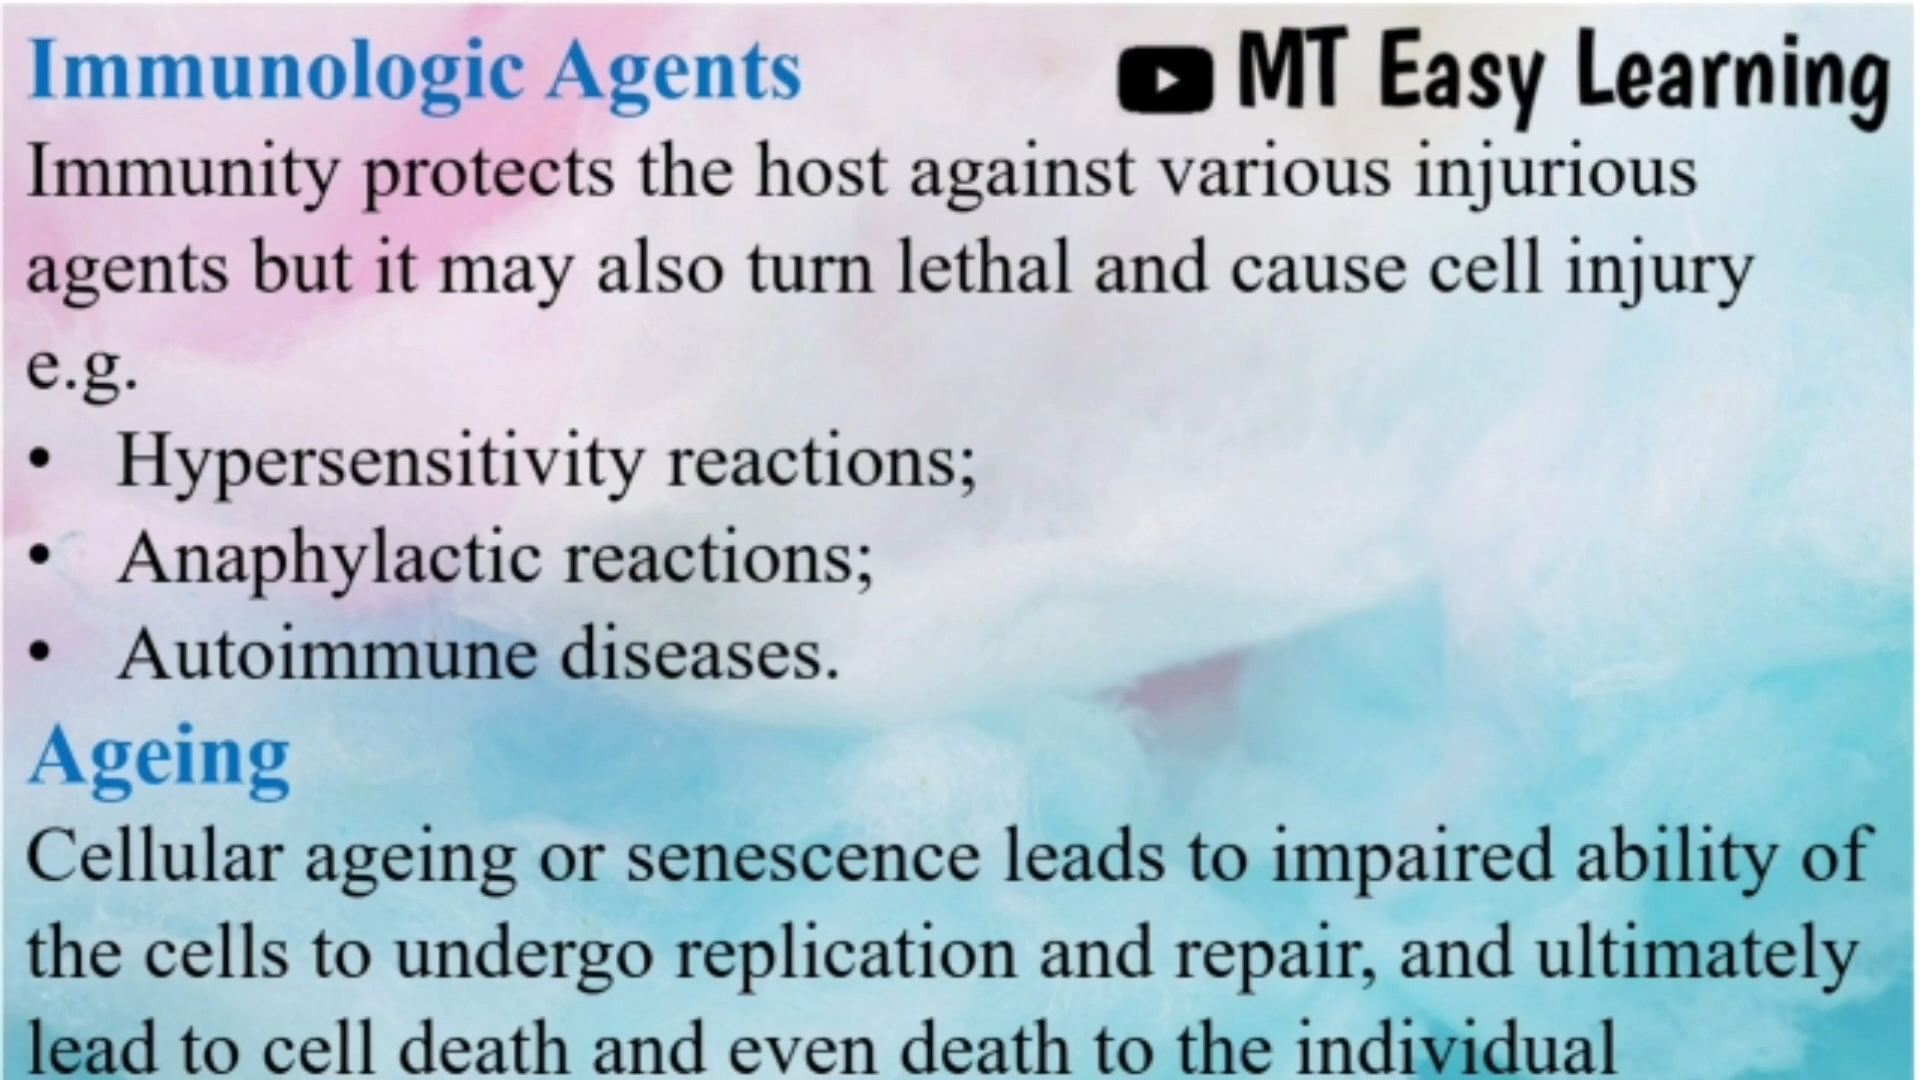 Immunologic Agents
MT Easy Learning
Immunity protects the host against various injurious
agents but it may also turn lethal and cause cell injury
e.g.
• Hypersensitivity reactions;
• Anaphylactic reactions;
• Autoimmune diseases.
Ageing
Cellular ageing or senescence leads to impaired ability of
the cells to undergo replication and repair, and ultimately
lead to cell death and even death to the individual